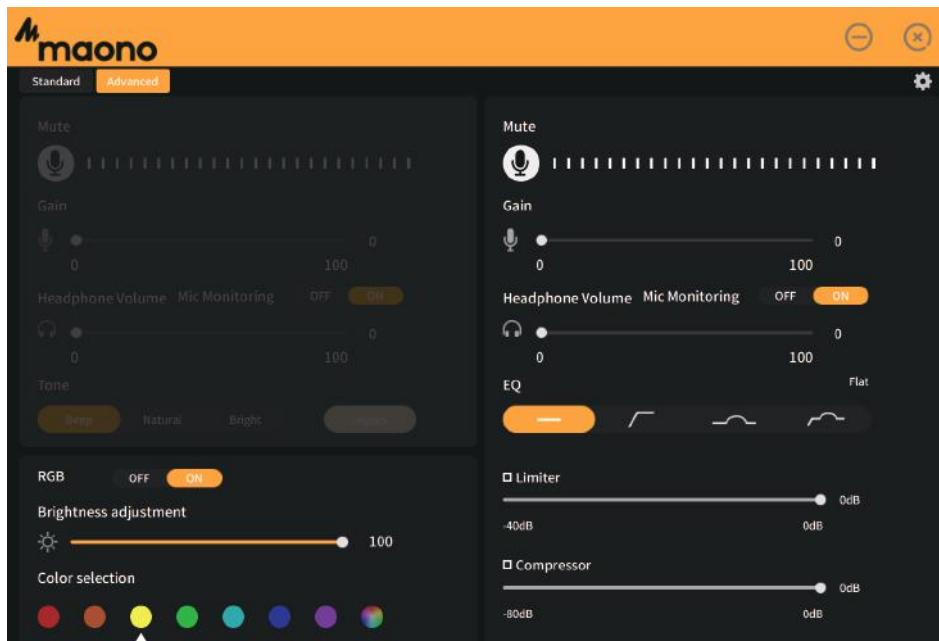 maono
Standard Advanced
Mute
Gain
0
0 100
Headphone Volume Mic Monitoring OFF ON
0
0 100
Tone
Deep Natural Bright
RGB OFF ON
Brightness adjustment
100
Color selection
Mute
Gain
0
0 100
Headphone Volume Mic Monitoring OFF ON
0
0 100
EQ Flat
Limiter
0dB
-40dB 0dB
Compressor
0dB
-80dB 0dB